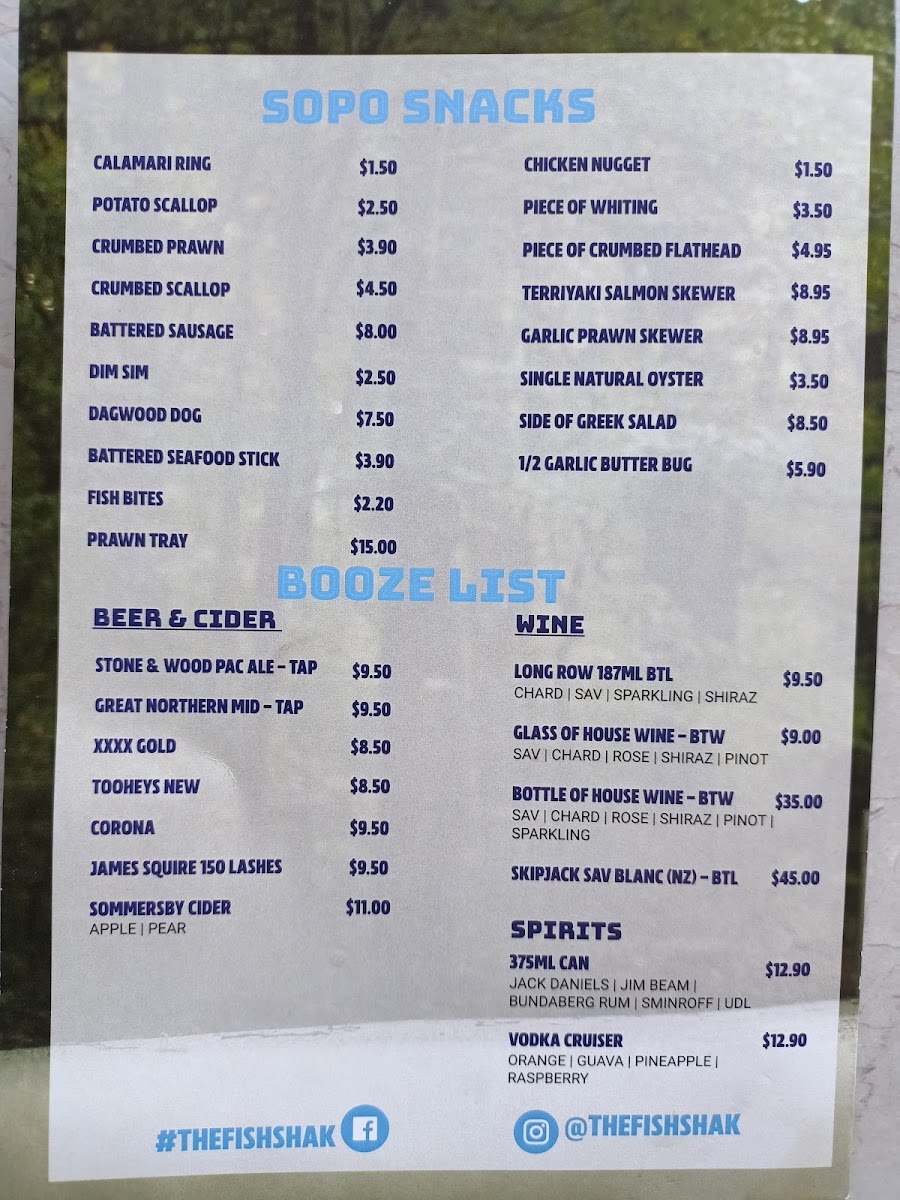 SOPO SNACKS
CALAMARI RING $1.50
POTATO SCALLOP $2.50
CRUMBED PRAWN $3.90
CRUMBED SCALLOP $4.50
BATTERED SAUSAGE $8.00
DIM SIM $2.50
DAGWOOD DOG $7.50
BATTERED SEAFOOD STICK $3.90
FISH BITES $2.20
PRAWN TRAY $15.00
CHICKEN NUGGET $1.50
PIECE OF WHITING $3.50
PIECE OF CRUMBED FLATHEAD $4.95
TERRIYAKI SALMON SKEWER $8.95
GARLIC PRAWN SKEWER $8.95
SINGLE NATURAL OYSTER $3.50
SIDE OF GREEK SALAD $8.50
1/2 GARLIC BUTTER BUG $5.90
BOOZE LIST
BEER & CIDER
STONE & WOOD PAC ALE - TAP $9.50
GREAT NORTHERN MID - TAP $9.50
XXXX GOLD $8.50
TOOHEYS NEW $8.50
CORONA $9.50
JAMES SQUIRE 150 LASHES $9.50
SOMMERSBY CIDER $11.00
APPLE | PEAR
WINE
LONG ROW 187ML BTL $9.50
CHARD | SAV | SPARKLING | SHIRAZ
GLASS OF HOUSE WINE - BTW $9.00
SAV | CHARD | ROSE | SHIRAZ | PINOT
BOTTLE OF HOUSE WINE - BTW $35.00
SAV | CHARD | ROSE | SHIRAZ | PINOT |
SPARKLING
SKIPJACK SAV BLANC (NZ) - BTL $45.00
SPIRITS
375ML CAN $12.90
JACK DANIELS | JIM BEAM |
BUNDABERG RUM | SMINROFF | UDL
VODKA CRUISER $12.90
ORANGE | GUAVA | PINEAPPLE |
RASPBERRY
#THEFISHSHAK
@THEFISHSHAK